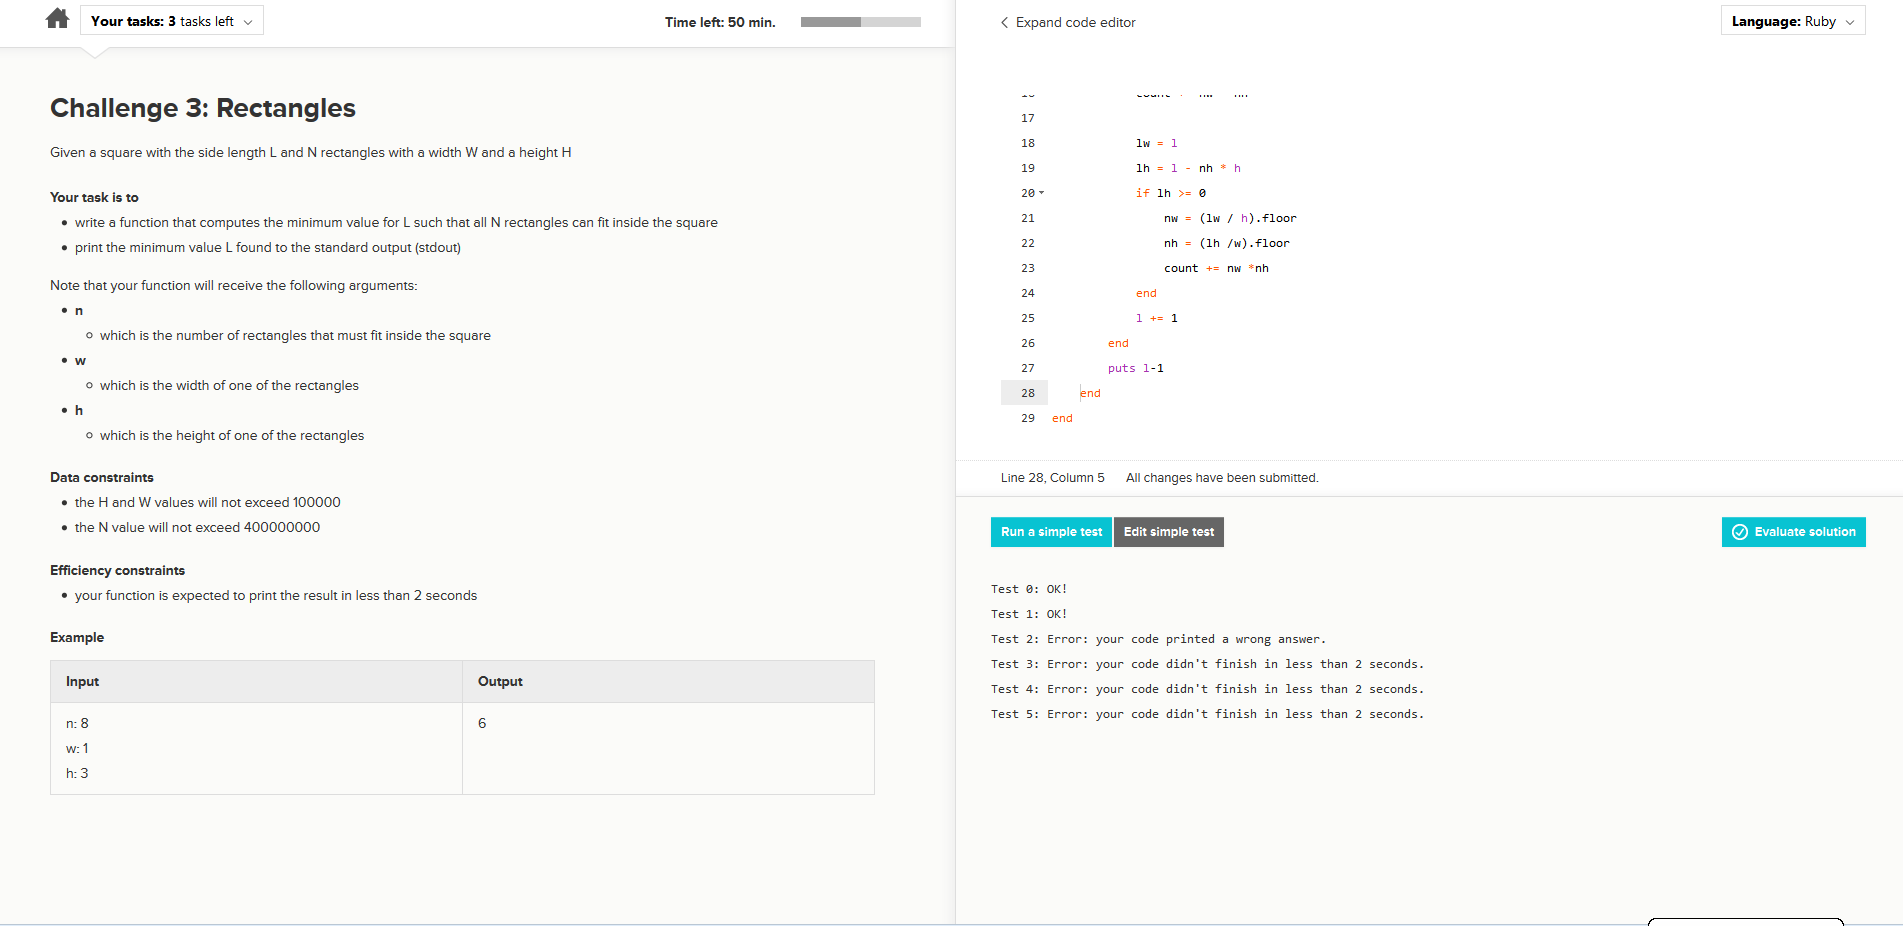 Your tasks: 3 tasks left
Time left: 50 min.
Challenge 3: Rectangles
Given a square with the side length L and N rectangles with a width W and a height H
Your task is to
• write a function that computes the minimum value for L such that all N rectangles can fit inside the square
• print the minimum value L found to the standard output (stdout)
Note that your function will receive the following arguments:
• n
which is the number of rectangles that must fit inside the square
• w
which is the width of one of the rectangles
• h
which is the height of one of the rectangles
Data constraints
• the H and W values will not exceed 100000
• the N value will not exceed 400000000
Efficiency constraints
• your function is expected to print the result in less than 2 seconds
Example
Input Output
n: 8 6
w: 1
h: 3
Expand code editor
Language: Ruby
17
18 lw = l
19 lh = l - nh * h
20 if lh >= 0
21 nw = (lw / h).floor
22 nh = (lh /w).floor
23 count += nw *nh
24 end
25 l += 1
26 end
27 puts l-1
28 end
29 end
Line 28, Column 5 All changes have been submitted.
Run a simple test Edit simple test Evaluate solution
Test 0: OK!
Test 1: OK!
Test 2: Error: your code printed a wrong answer.
Test 3: Error: your code didn't finish in less than 2 seconds.
Test 4: Error: your code didn't finish in less than 2 seconds.
Test 5: Error: your code didn't finish in less than 2 seconds.